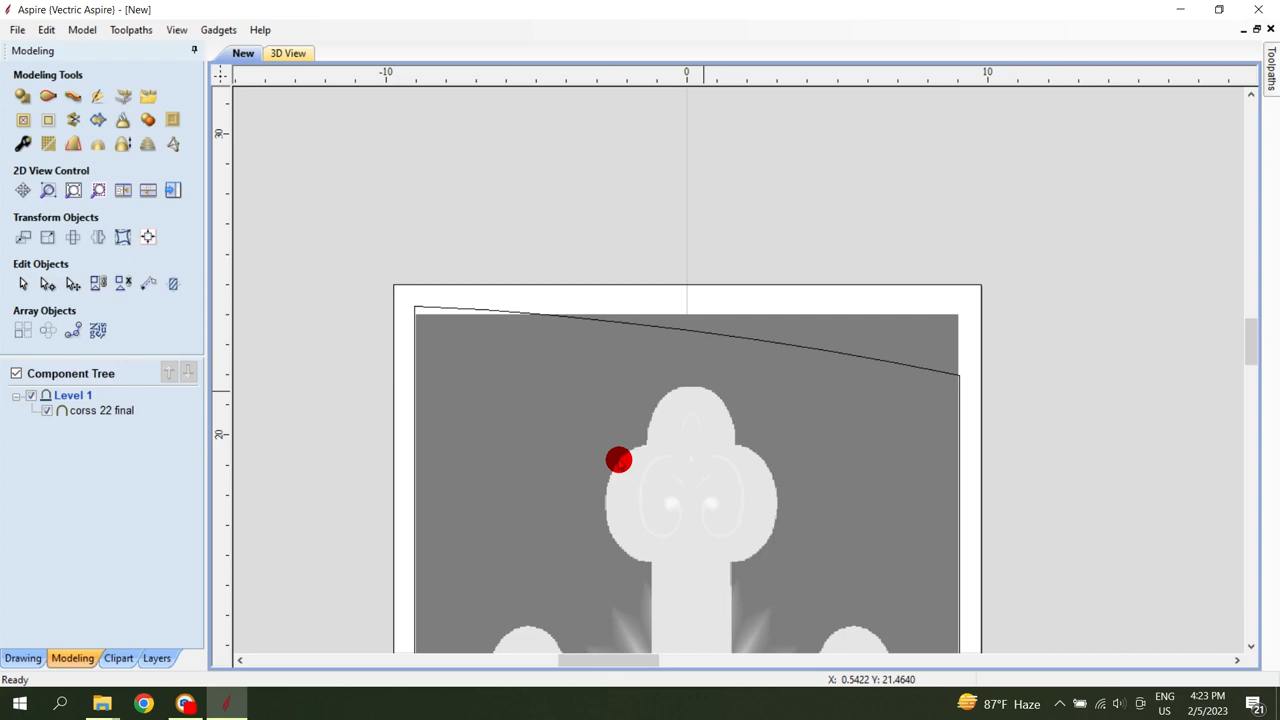 Aspire {Vectric Aspire} - [New]
File Edit Model Toolpaths View Gadgets Help
Modeling
New 3D View
Toolpaths
Modeling Tools
-10 0 10
30
20
2D View Control
Transform Objects
Edit Objects
Array Objects
Component Tree
Level 1
corss 22 final
Drawing Modeling Clipart Layers
Ready
X: 0.5422 Y: 21.4640
87°F Haze
ENG
US
4:23 PM
2/5/2023
21